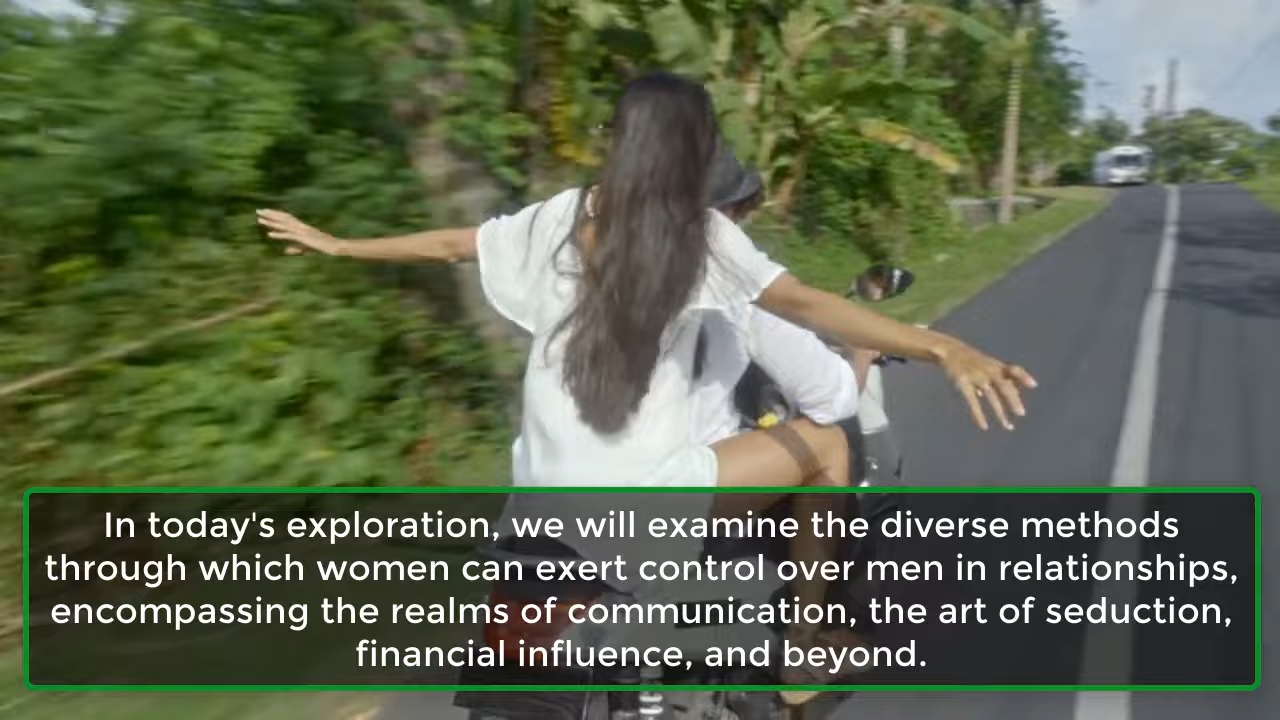 In today's exploration, we will examine the diverse methods
through which women can exert control over men in relationships,
encompassing the realms of communication, the art of seduction,
financial influence, and beyond.